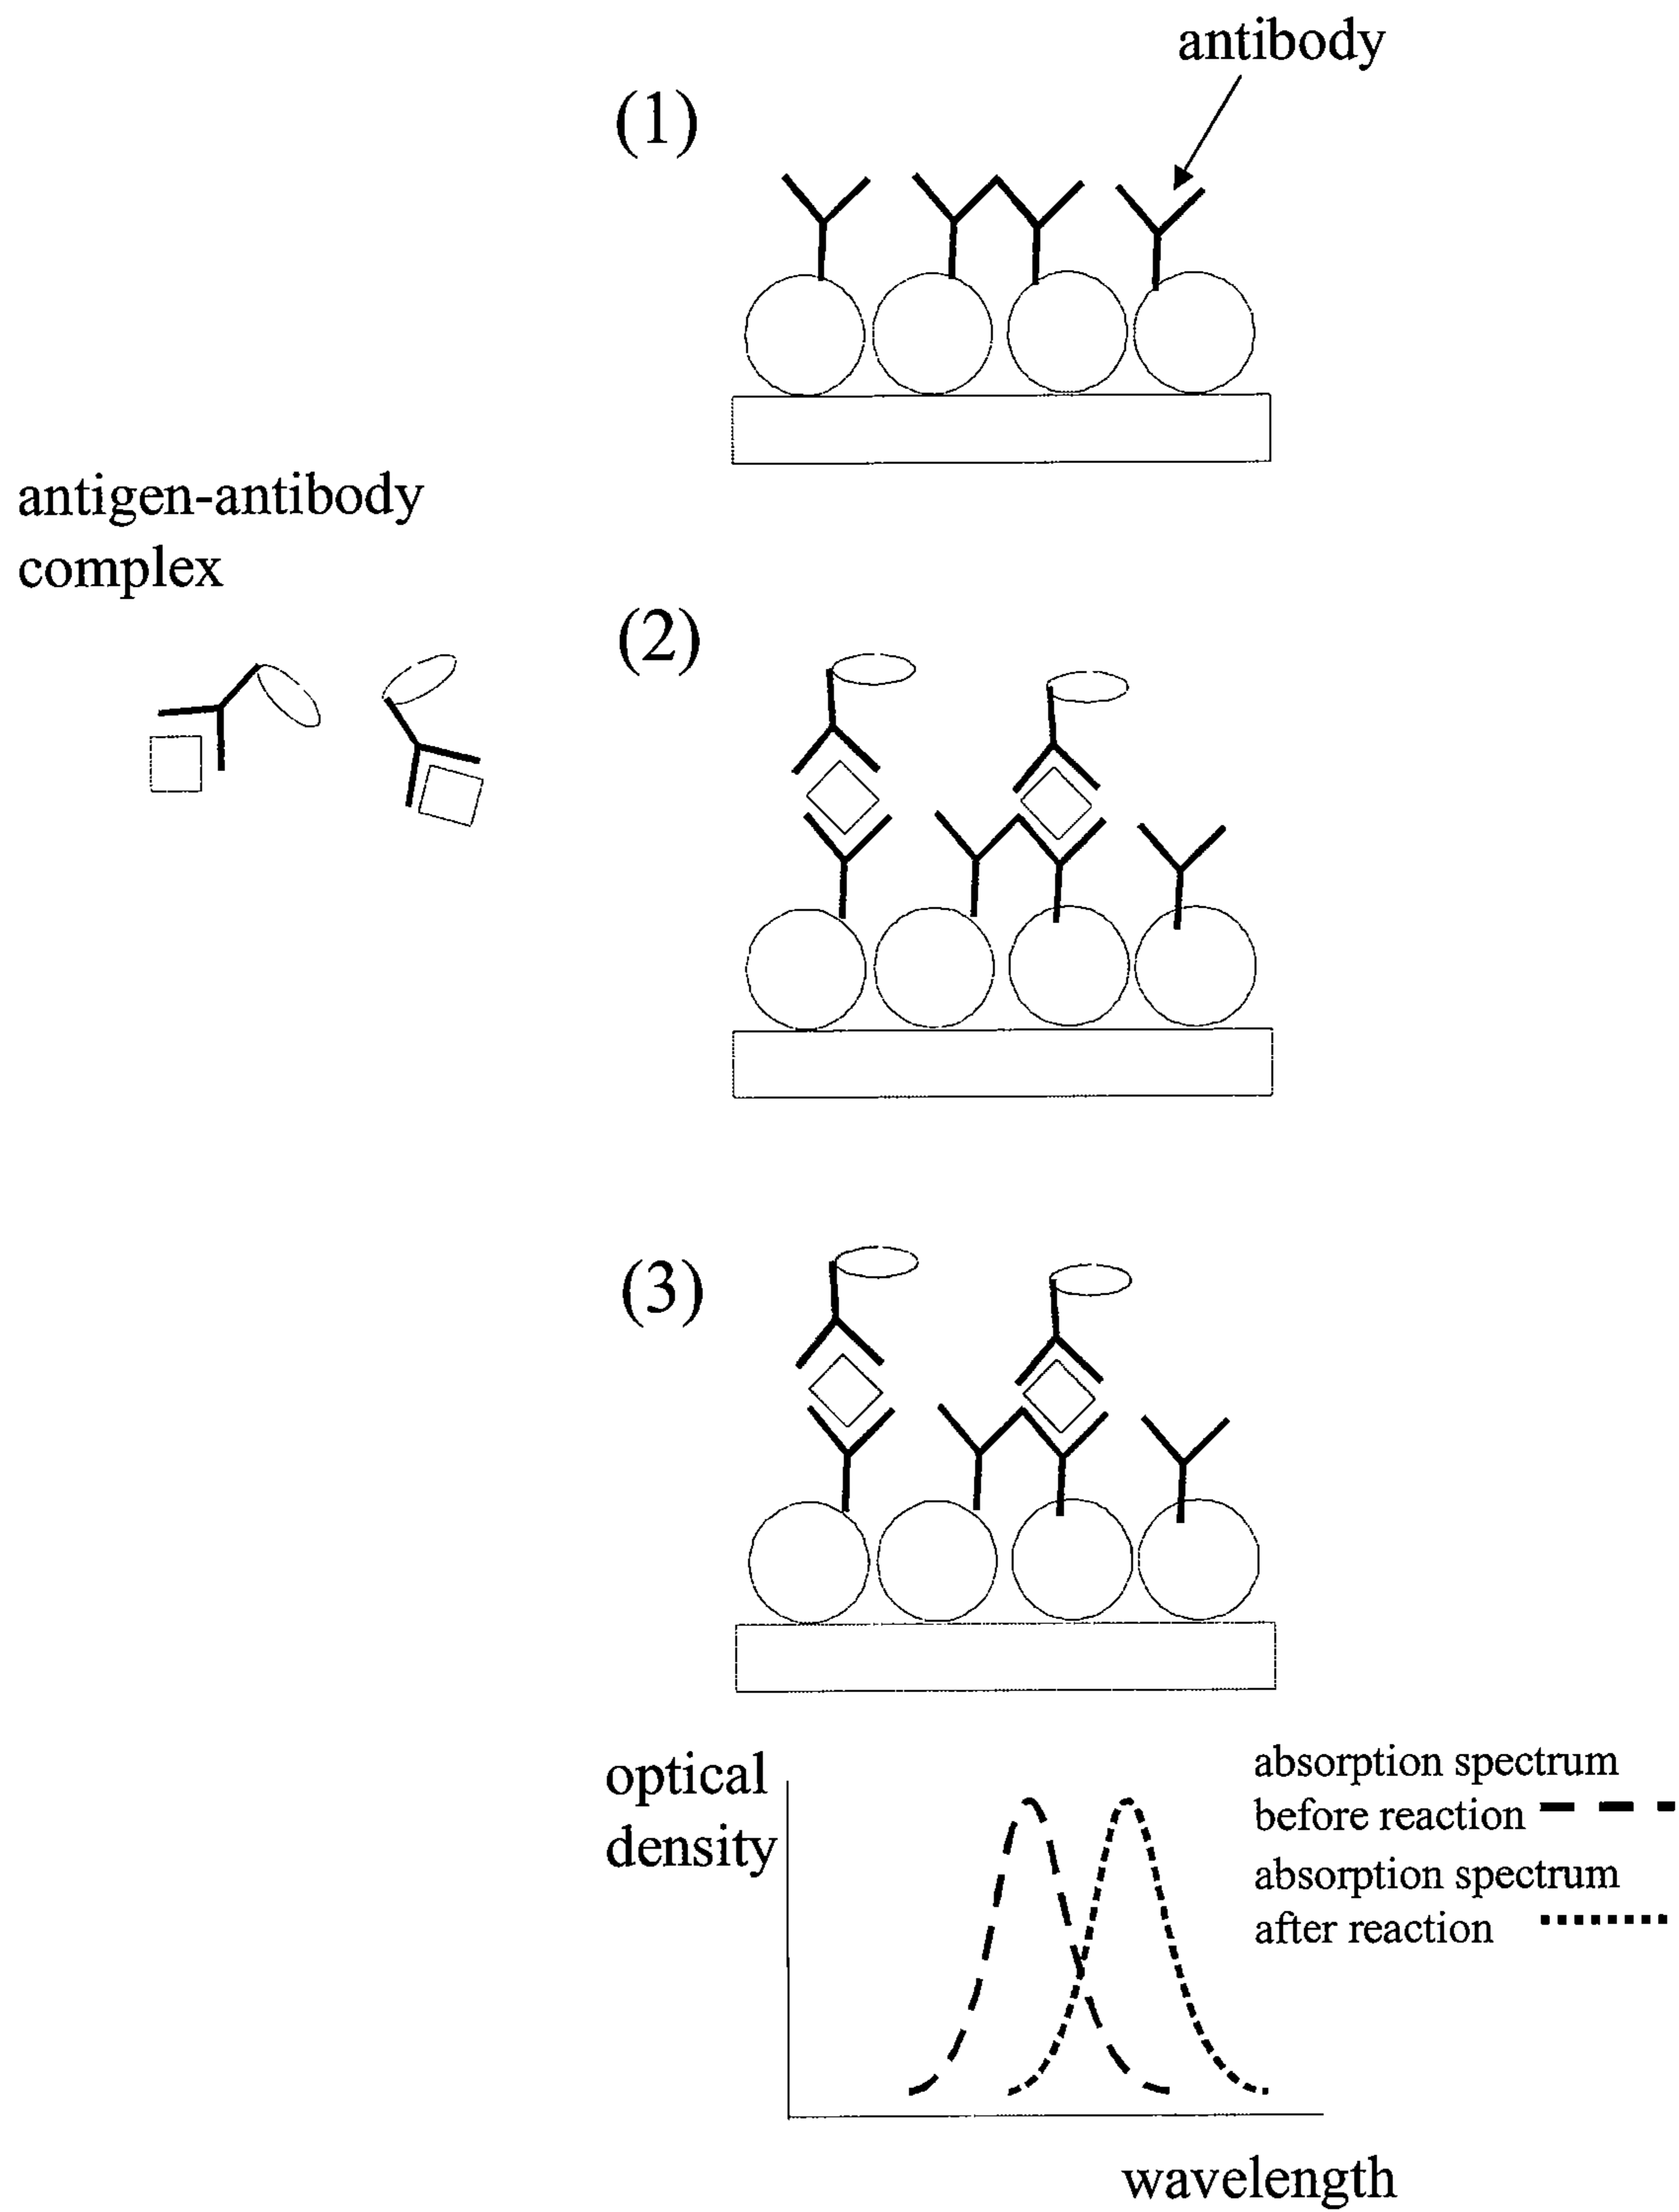 antibody
(1)
antigen-antibody
complex
(2)
(3)
optical
density
absorption spectrum
before reaction
absorption spectrum
after reaction
wavelength